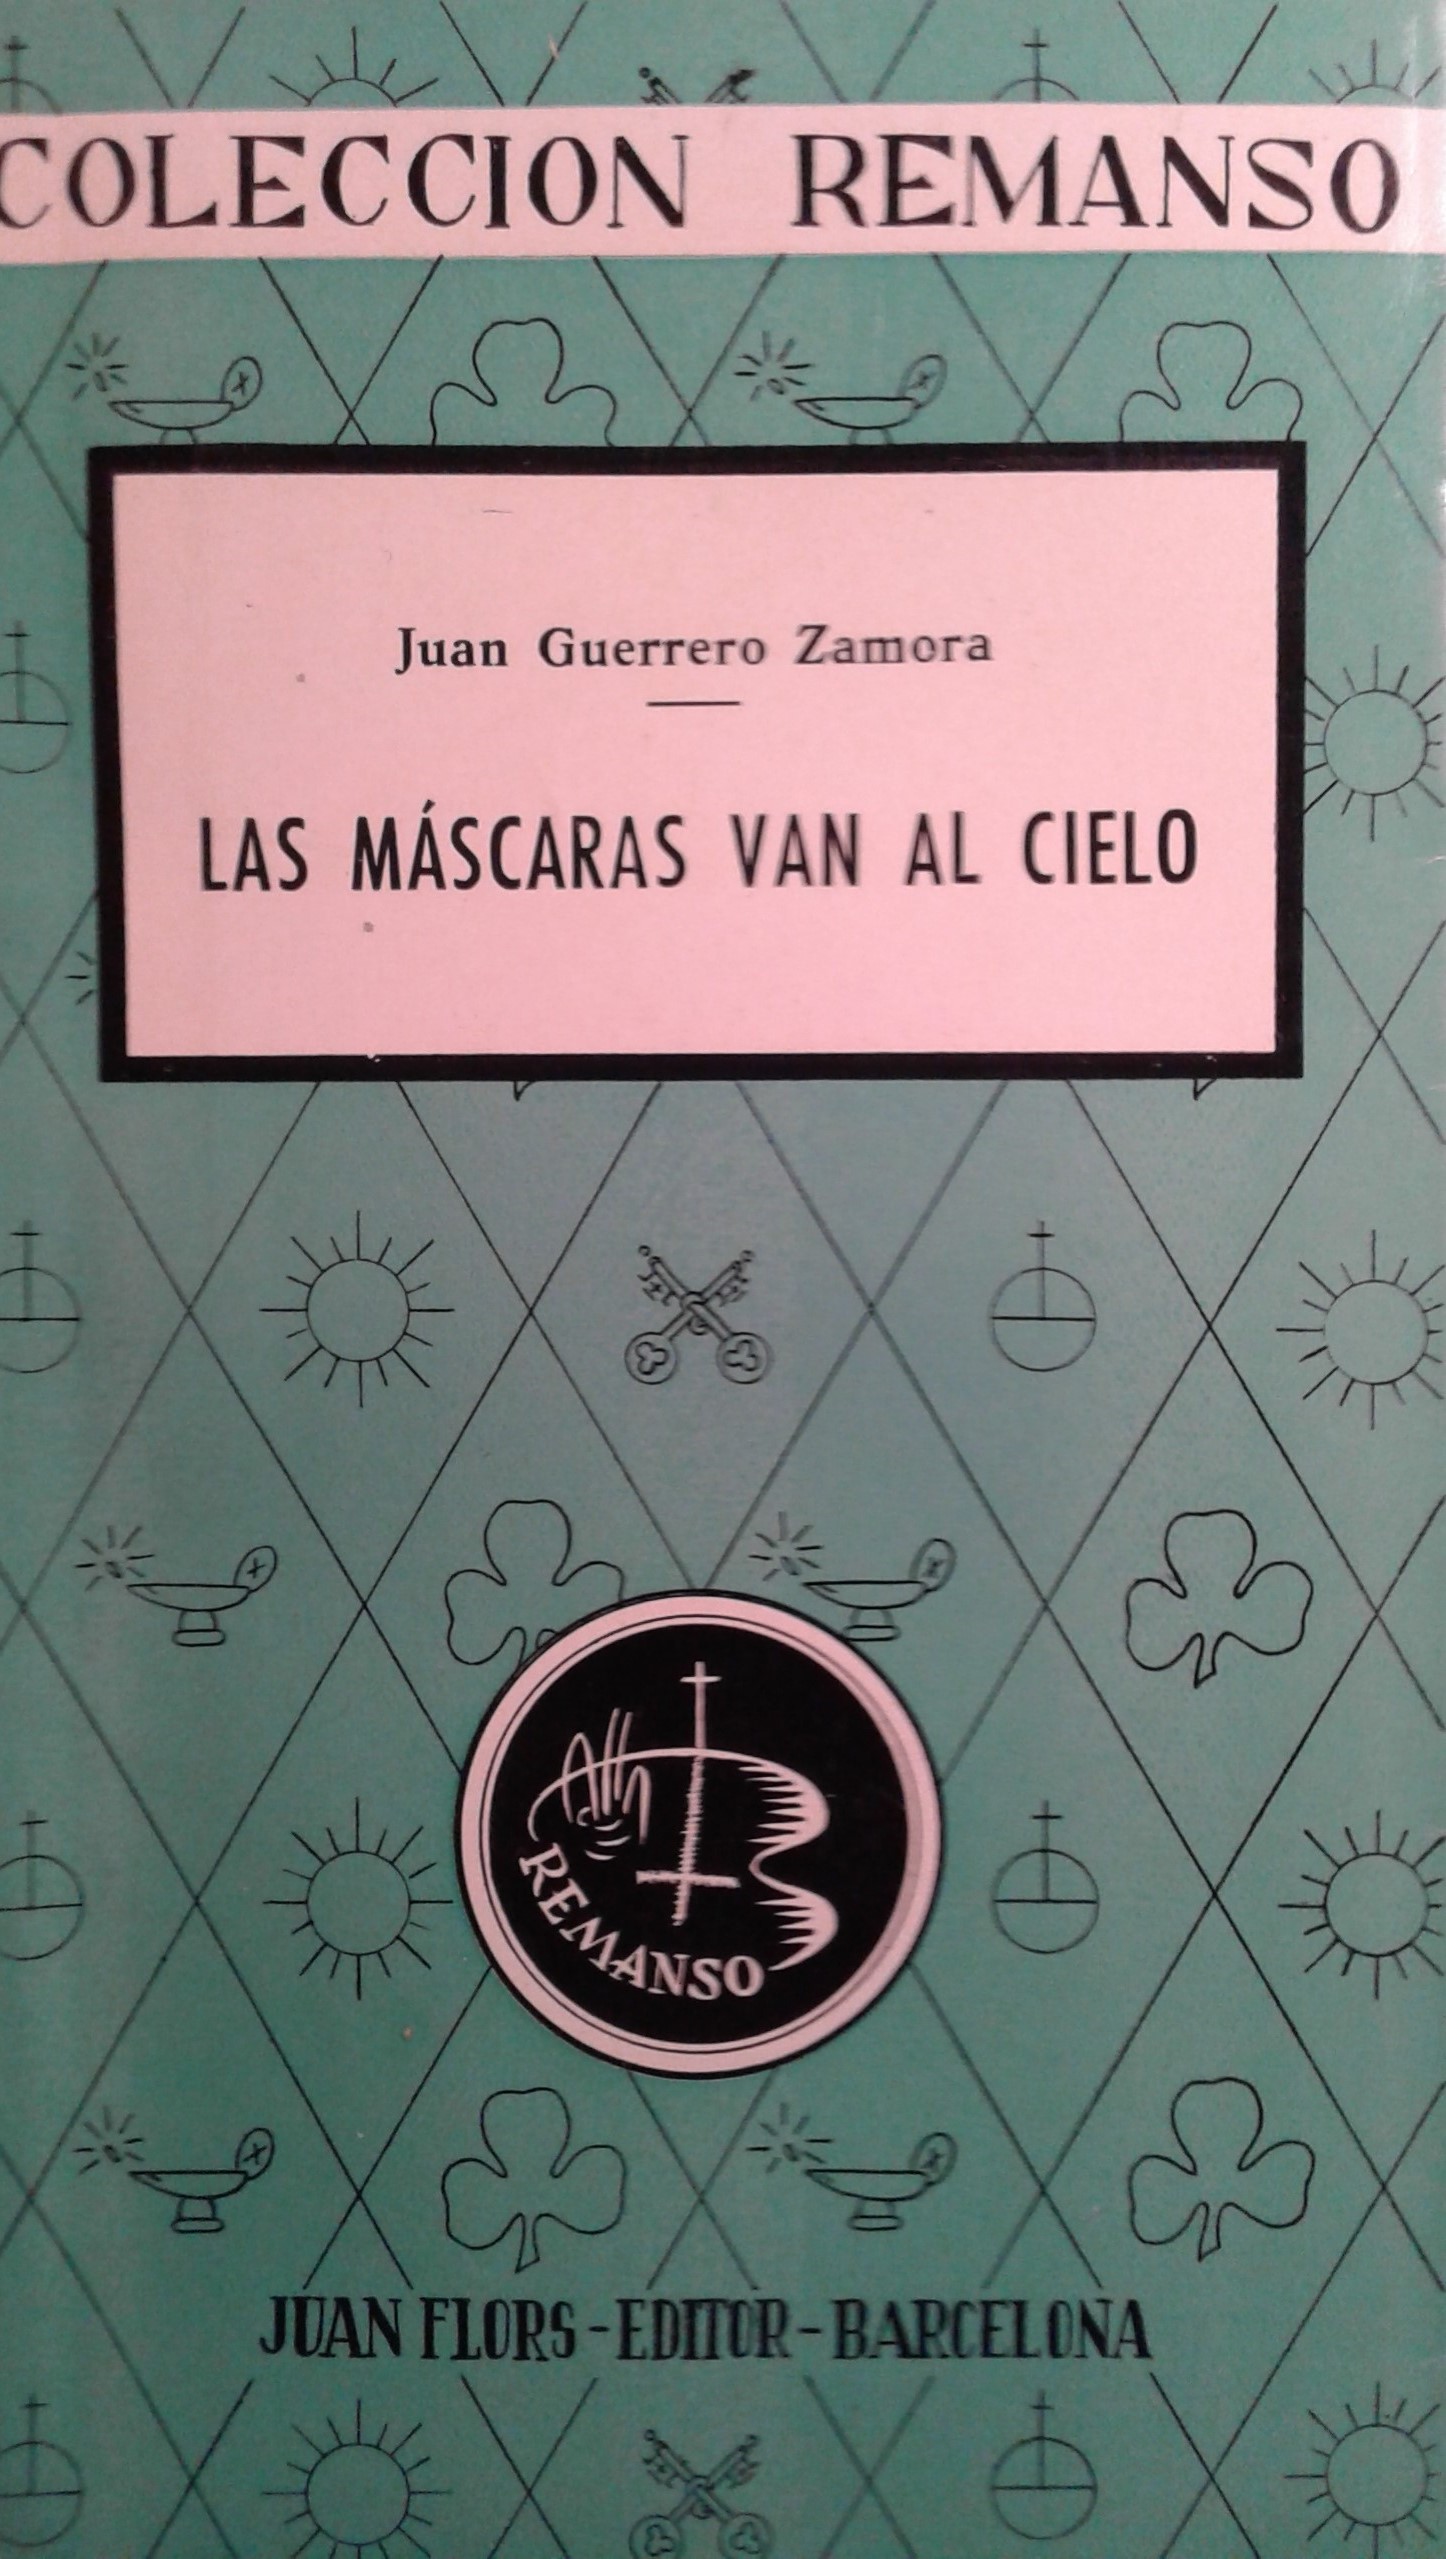 COLECCION REMANSO
Juan Guerrero Zamora
LAS MÁSCARAS VAN AL CIELO
REMANSO
JUAN FLORS-EDITOR-BARCELONA